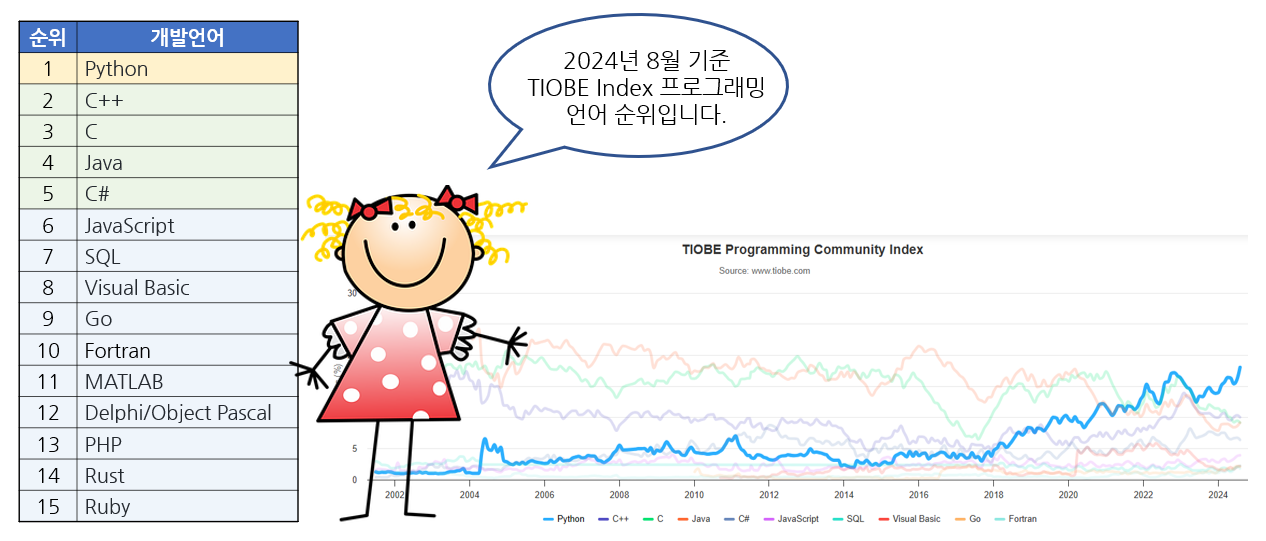 순위 개발언어
1 Python
2 C++
3 C
4 Java
5 C#
6 JavaScript
7 SQL
8 Visual Basic
9 Go
10 Fortran
11 MATLAB
12 Delphi/Object Pascal
13 PHP
14 Rust
15 Ruby
2024년 8월 기준
TIOBE Index 프로그래밍
언어 순위입니다.
TIOBE Programming Community Index
Source: www.tiobe.com
30
(%)
5
0
2002 2004 2006 2008 2010 2012 2014 2016 2018 2020 2022 2024
Python C++ C Java C# JavaScript SQL Visual Basic Go Fortran